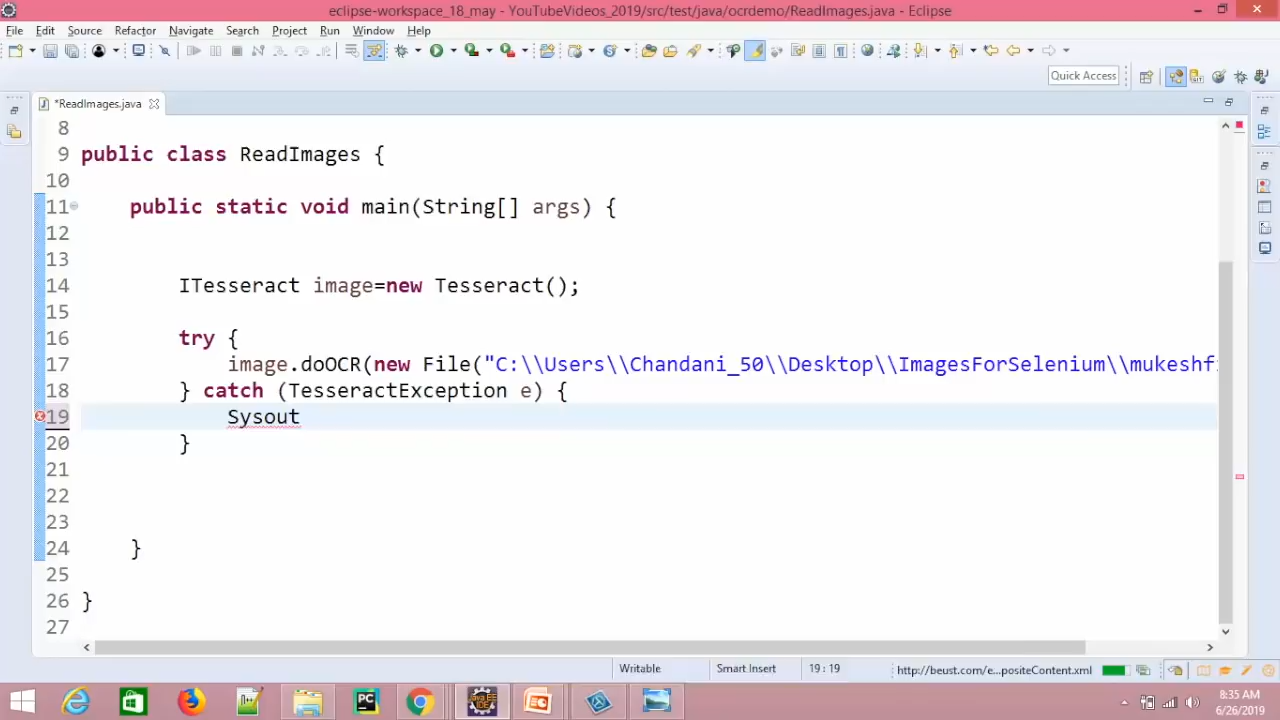 eclipse-workspace_18_may - YouTubeVideos_2019/src/test/java/ocrdemo/ReadImages.java - Eclipse
File Edit Source Refactor Navigate Search Project Run Window Help
Quick Access
*ReadImages.java
8
9 public class ReadImages {
10
11 public static void main(String[] args) {
12
13
14 ITesseract image=new Tesseract();
15
16 try {
17 image.doOCR(new File("C:\\Users\\Chandani_50\\Desktop\\ImagesForSelenium\\mukeshf
18 } catch (TesseractException e) {
19 Sysout
20 }
21
22
23
24 }
25
26 }
27
Writable Smart Insert 19 : 19 http://beust.com/e...positeContent.xml
8:35 AM
6/26/2019